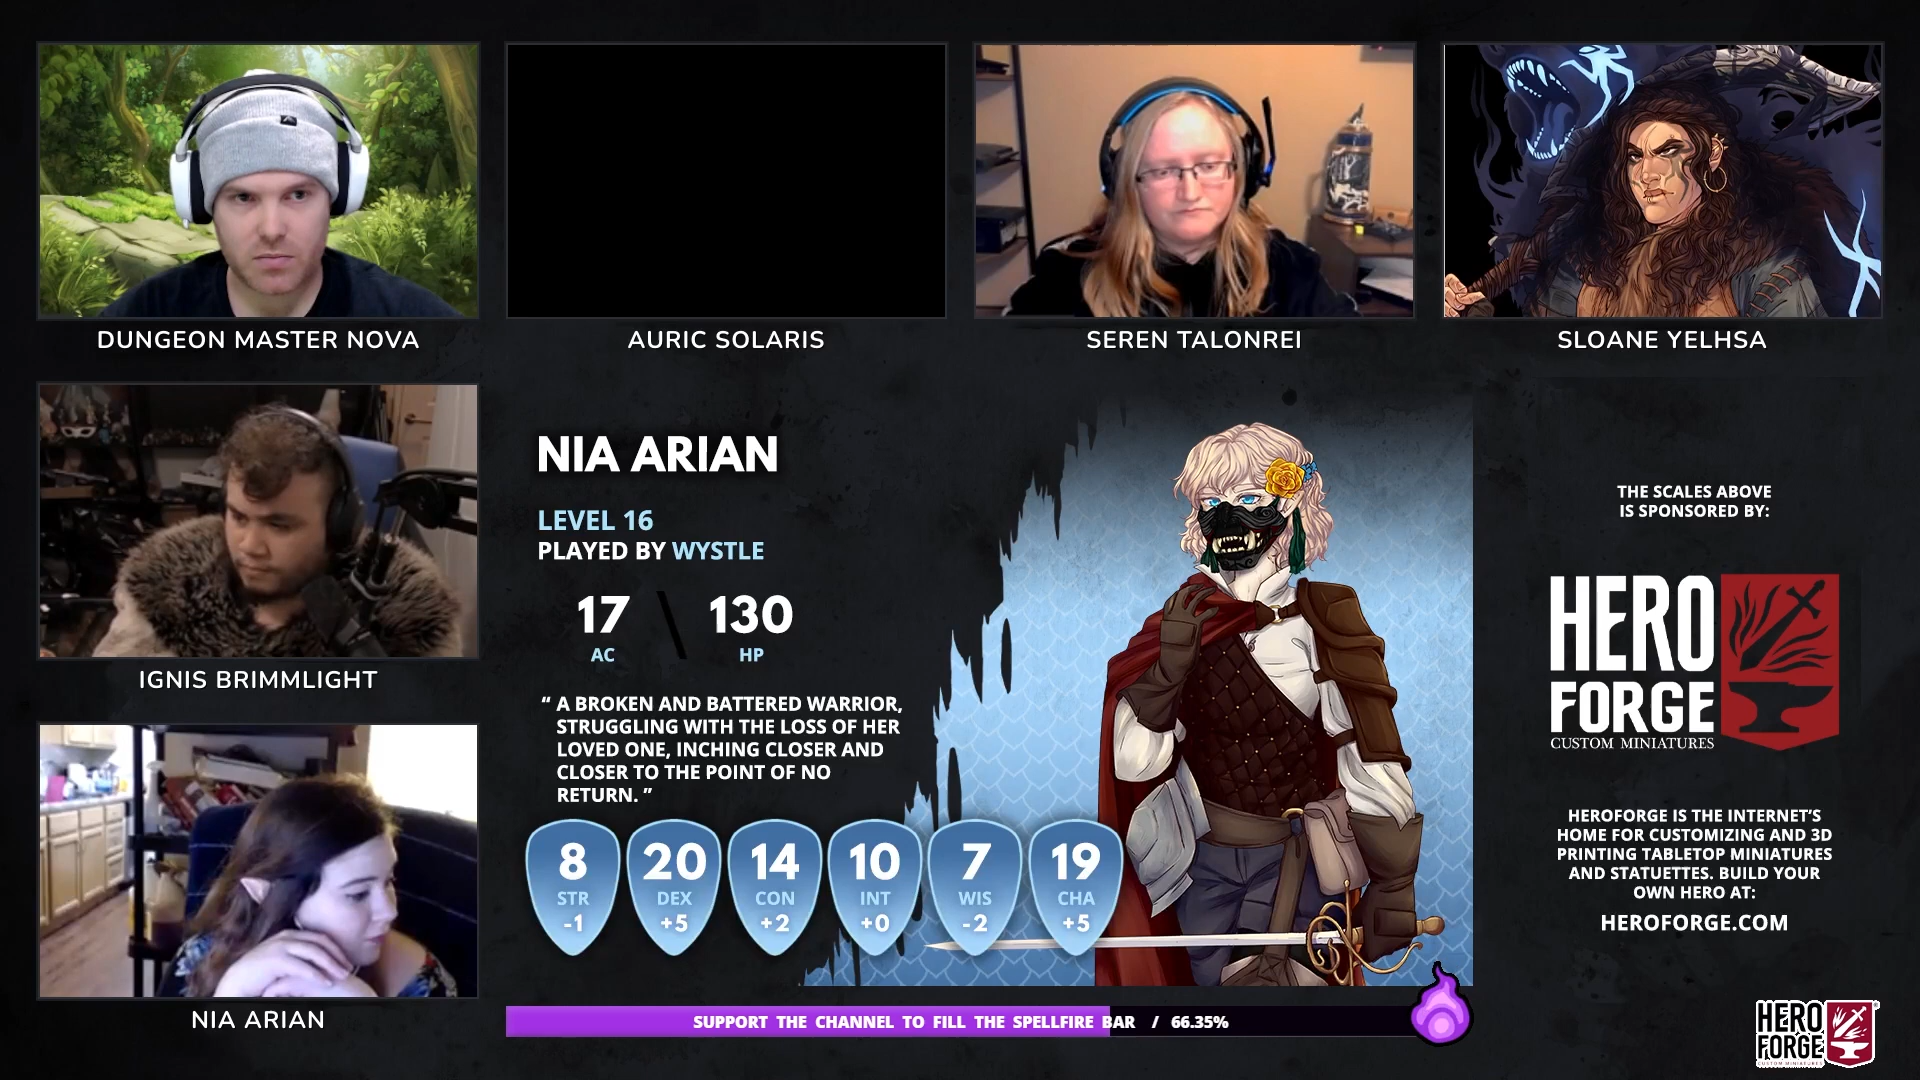 DUNGEON MASTER NOVA
AURIC SOLARIS
SEREN TALONREI
SLOANE YELHSA
IGNIS BRIMMLIGHT
NIA ARIAN
NIA ARIAN
LEVEL 16
PLAYED BY WYSTLE
17
AC
130
HP
“ A BROKEN AND BATTERED WARRIOR,
STRUGGLING WITH THE LOSS OF HER
LOVED ONE, INCHING CLOSER AND
CLOSER TO THE POINT OF NO
RETURN. ”
8
STR
-1
20
DEX
+5
14
CON
+2
10
INT
+0
7
WIS
-2
19
CHA
+5
SUPPORT THE CHANNEL TO FILL THE SPELLFIRE BAR / 66.35%
THE SCALES ABOVE
IS SPONSORED BY:
HERO
FORGE
CUSTOM MINIATURES
HEROFORGE IS THE INTERNET’S
HOME FOR CUSTOMIZING AND 3D
PRINTING TABLETOP MINIATURES
AND STATUETTES. BUILD YOUR
OWN HERO AT:
HEROFORGE.COM
HERO
FORGE
CUSTOM MINIATURES